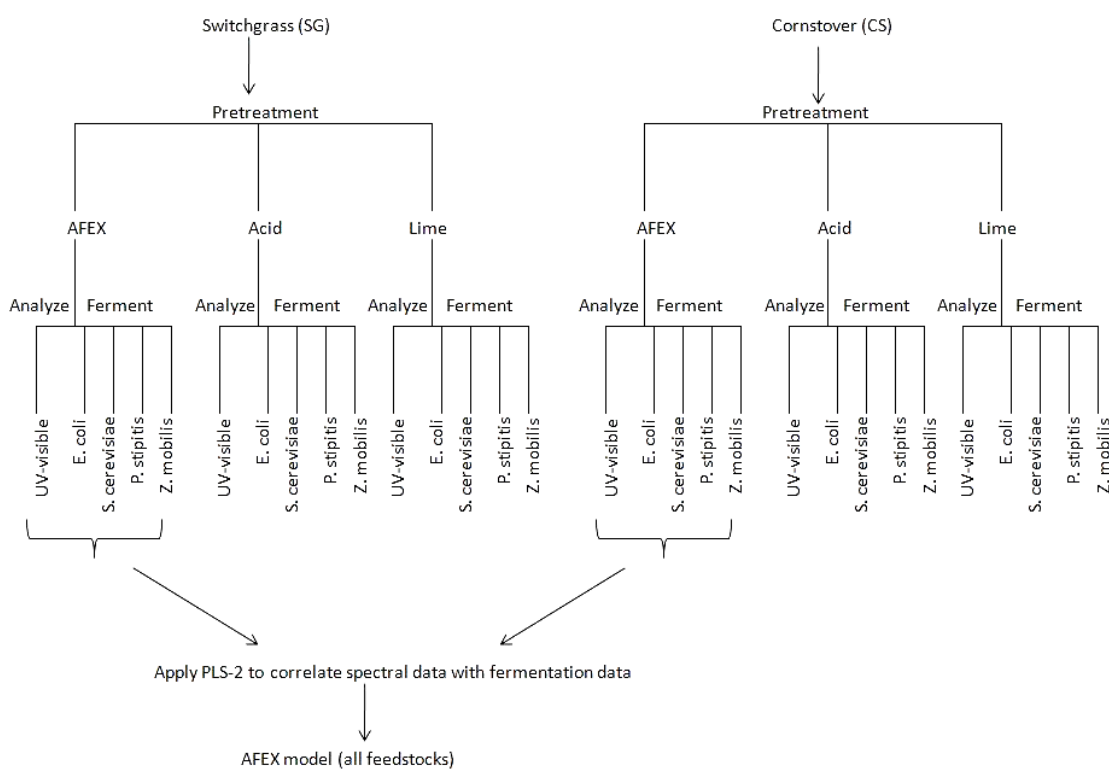 Switchgrass (SG)
Cornstover (CS)
Pretreatment
Pretreatment
AFEX
Acid
Lime
AFEX
Acid
Lime
Analyze
Ferment
Analyze
Ferment
Analyze
Ferment
Analyze
Ferment
Analyze
Ferment
Analyze
Ferment
UV-visible
E. coli
S. cerevisiae
P. stipitis
Z. mobilis
UV-visible
E. coli
S. cerevisiae
P. stipitis
Z. mobilis
UV-visible
E. coli
S. cerevisiae
P. stipitis
Z. mobilis
UV-visible
E. coli
S. cerevisiae
P. stipitis
Z. mobilis
UV-visible
E. coli
S. cerevisiae
P. stipitis
Z. mobilis
UV-visible
E. coli
S. cerevisiae
P. stipitis
Z. mobilis
Apply PLS-2 to correlate spectral data with fermentation data
AFEX model (all feedstocks)